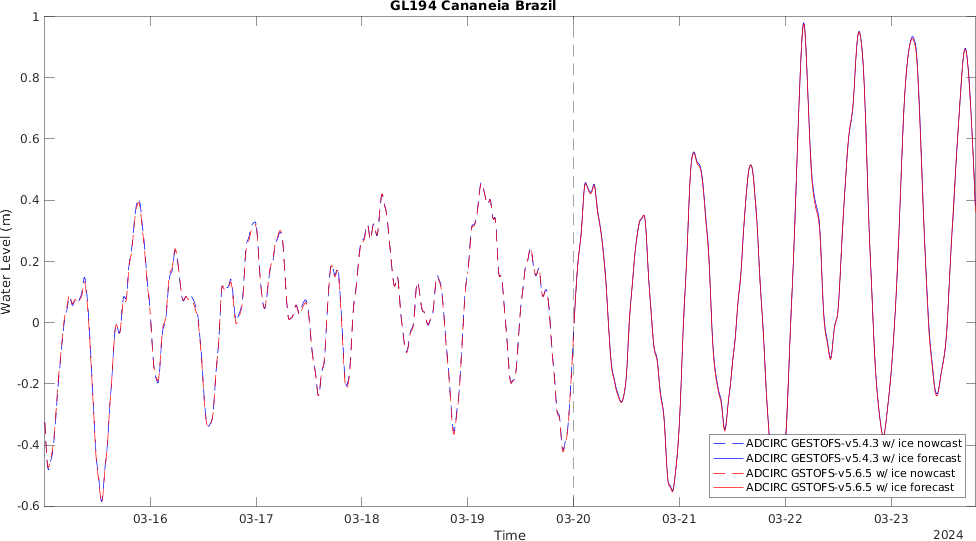 GL194 Cananeia Brazil
1
0.8
0.6
0.4
0.2
0
-0.2
-0.4
-0.6
Water Level (m)
ADCIRC GESTOFS-v5.4.3 w/ ice nowcast
ADCIRC GESTOFS-v5.4.3 w/ ice forecast
ADCIRC GSTOFS-v5.6.5 w/ ice nowcast
ADCIRC GSTOFS-v5.6.5 w/ ice forecast
03-16 03-17 03-18 03-19 03-20 03-21 03-22 03-23
Time
2024